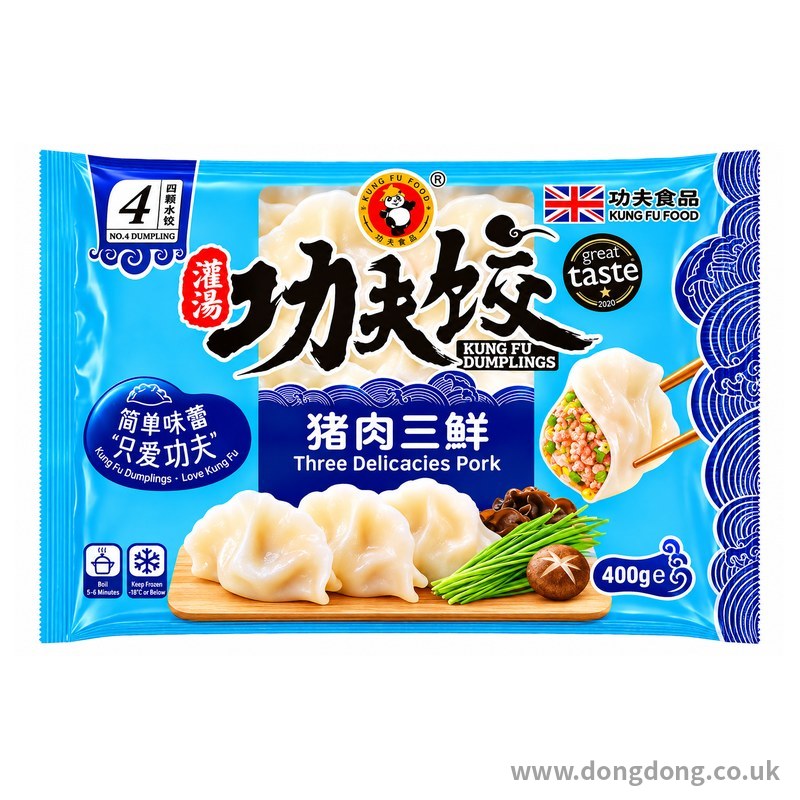 4
四颗水饺
NO.4 DUMPLING
KUNG FU FOOD
功夫食品
®
功夫食品
KUNG FU FOOD
great
taste
2020
灌湯
功夫饺
KUNG FU
DUMPLINGS
简单味蕾
“只爱功夫”
Kung Fu Dumplings · Love Kung Fu
猪肉三鮮
Three Delicacies Pork
Boil
5-6 Minutes
Keep Frozen
-18°C or Below
400g e
www.dongdong.co.uk